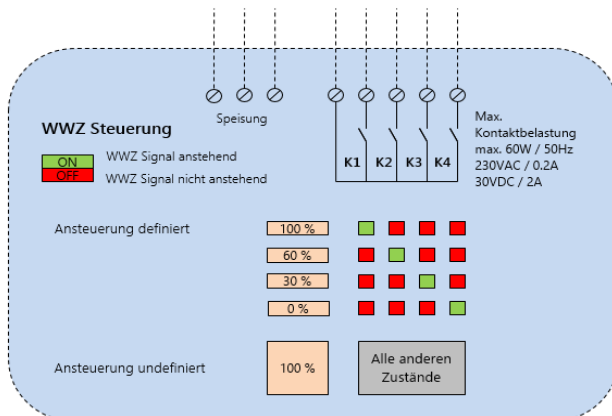 Speisung
WWZ Steuerung
ON
WWZ Signal anstehend
OFF
WWZ Signal nicht anstehend
K1
K2
K3
K4
Max.
Kontaktbelastung
max. 60W / 50Hz
230VAC / 0.2A
30VDC / 2A
Ansteuerung definiert
100 %
60 %
30 %
0 %
Ansteuerung undefiniert
100 %
Alle anderen
Zustände